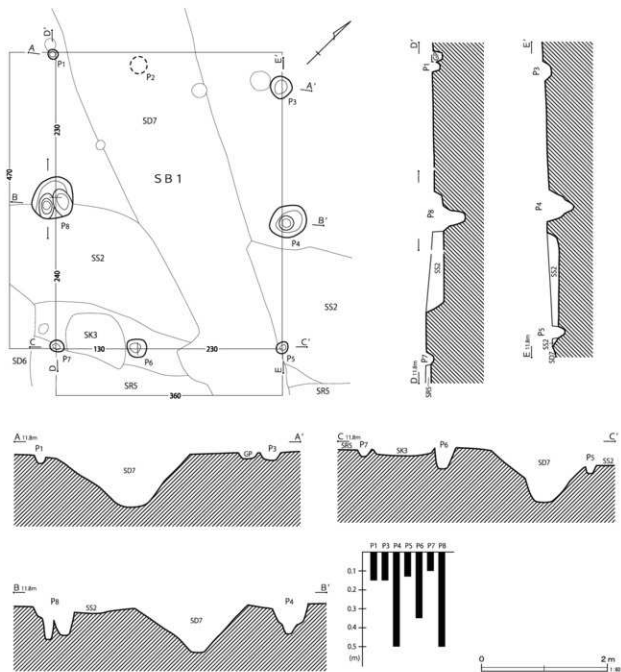 D'
A
P1
P2
E'
A'
P3
SD7
230
470
SB1
B
P8
B'
P4
SS2
240
SS2
SK3
C
P7
130
P6
230
C'
P5
SD6
D
SR5
E
SR5
360
D'
P1
P8
SS2
P7
D 11.8m
SR5
E'
P3
P4
SS2
P5
E 11.8m
SS2
SD7
A 11.8m
A'
P1
SD7
GP
P3
C 11.8m
C'
SR5
P7
SK3
P6
SD7
P5
SS2
B 11.8m
B'
P8
SS2
SD7
P4
P1 P3 P4 P5 P6 P7 P8
0.1
0.2
0.3
0.4
0.5
(m)
0 2 m